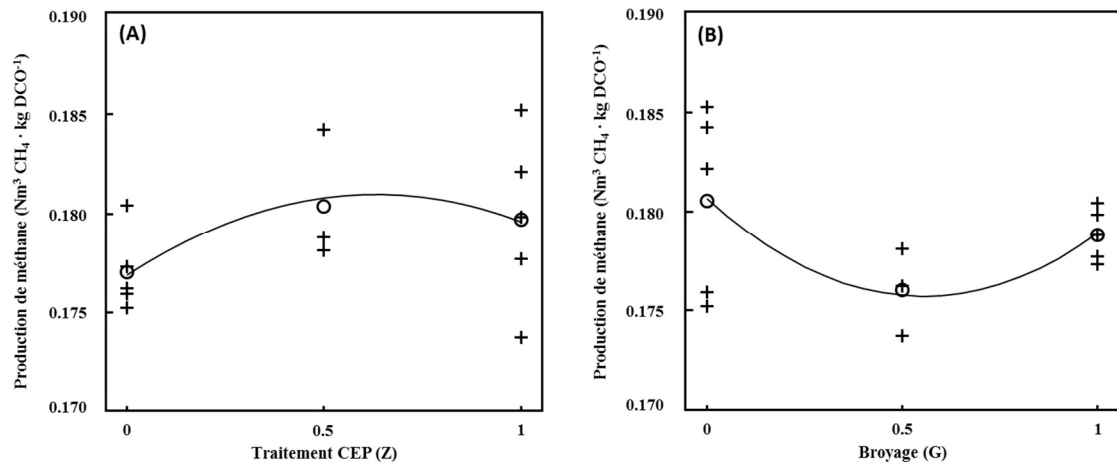 (A)
Production de méthane (Nm³ CH₄ · kg DCO⁻¹)
0.190
0.185
0.180
0.175
0.170
0 0.5 1
Traitement CEP (Z)
(B)
Production de méthane (Nm³ CH₄ · kg DCO⁻¹)
0.190
0.185
0.180
0.175
0.170
0 0.5 1
Broyage (G)